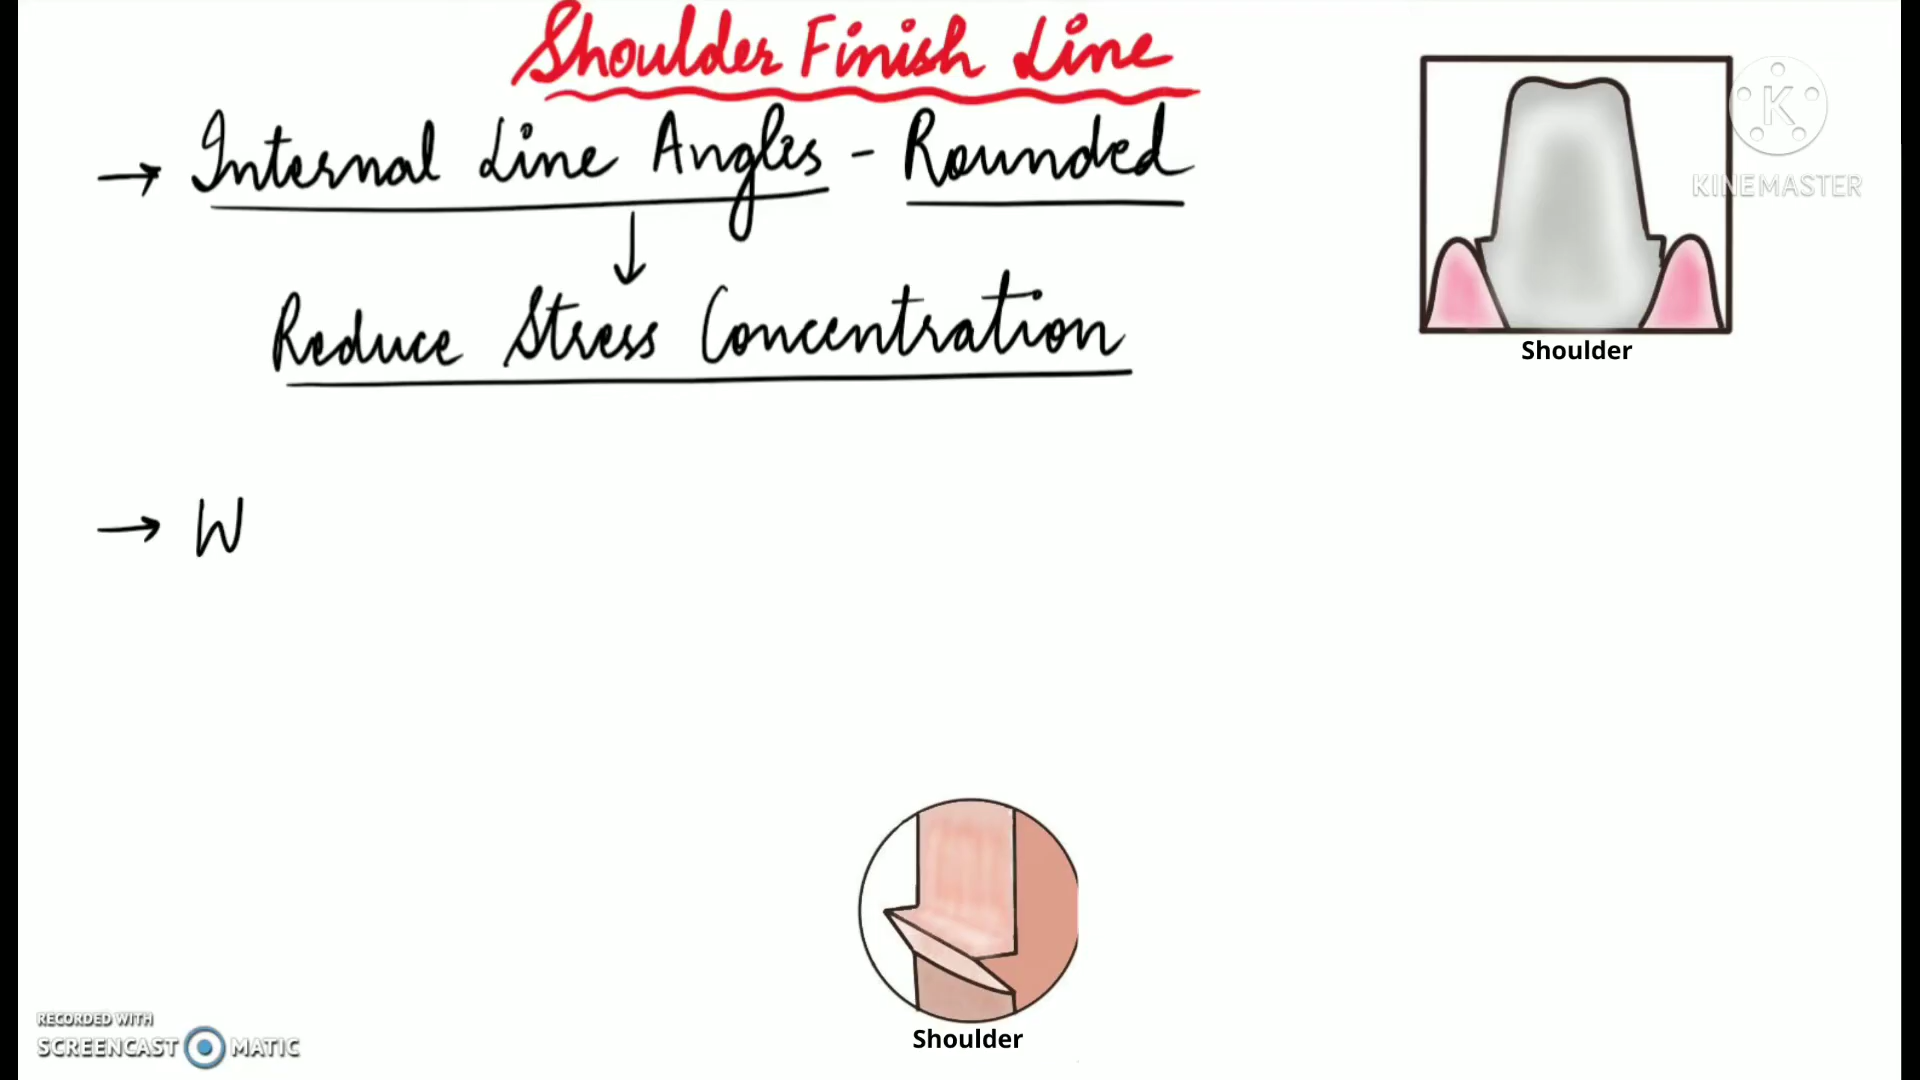 Shoulder Finish Line
→ Internal Line Angles - Rounded
↓
Reduce Stress Concentration
→ W
K
KINEMASTER
Shoulder
Shoulder
RECORDED WITH
SCREENCAST MATIC